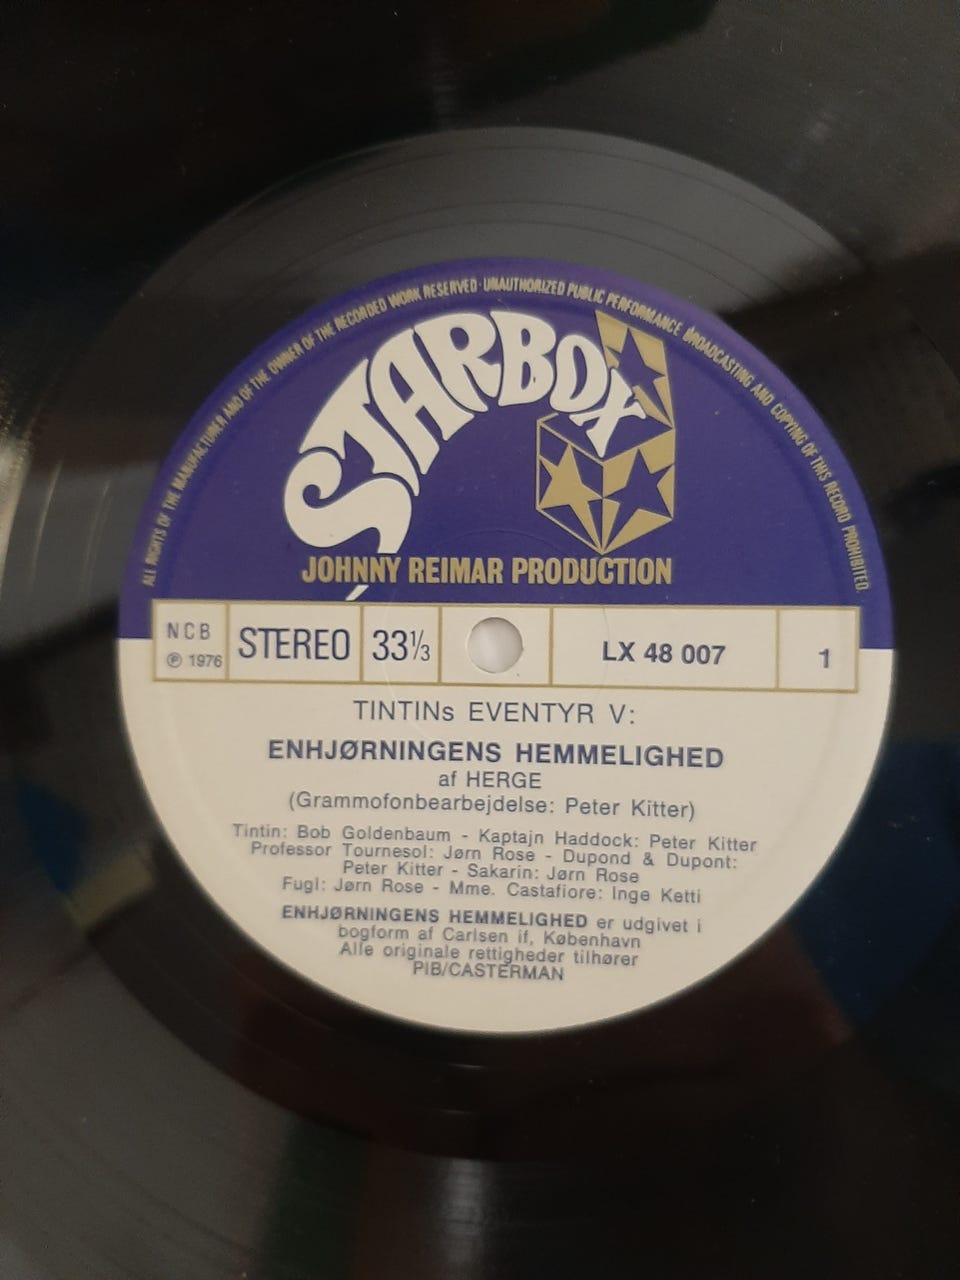 ALL RIGHTS OF THE MANUFACTURER AND OF THE OWNER OF THE RECORDED WORK RESERVED · UNAUTHORIZED PUBLIC PERFORMANCE BROADCASTING AND COPYING OF THIS RECORD PROHIBITED.
STARBOX
JOHNNY REIMAR PRODUCTION
NCB
℗ 1976
STEREO
33⅓
LX 48 007
1
TINTINs EVENTYR V:
ENHJØRNINGENS HEMMELIGHED
af HERGE
(Grammofonbearbejdelse: Peter Kitter)
Tintin: Bob Goldenbaum - Kaptajn Haddock: Peter Kitter
Professor Tournesol: Jørn Rose - Dupond & Dupont:
Peter Kitter - Sakarin: Jørn Rose
Fugl: Jørn Rose - Mme. Castafiore: Inge Ketti
ENHJØRNINGENS HEMMELIGHED er udgivet i
bogform af Carlsen if, København
Alle originale rettigheder tilhører
PIB/CASTERMAN